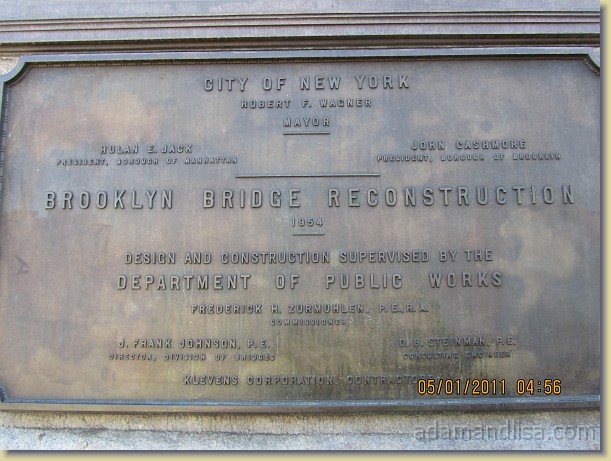 CITY OF NEW YORK
ROBERT F. WAGNER
MAYOR
HULAN E. JACK
PRESIDENT, BOROUGH OF MANHATTAN
JOHN CASHMORE
PRESIDENT, BOROUGH OF BROOKLYN
BROOKLYN BRIDGE RECONSTRUCTION
1954
DESIGN AND CONSTRUCTION SUPERVISED BY THE
DEPARTMENT OF PUBLIC WORKS
FREDERICK H. ZURMUHLEN, P.E., R.A.
COMMISSIONER
J. FRANK JOHNSON, P.E.
DIRECTOR, DIVISION OF BRIDGES
D. B. STEINMAN, P.E.
CONSULTING ENGINEER
KLEVENS CORPORATION, CONTRACTORS
05/01/2011 04:56
adamandlisa.com